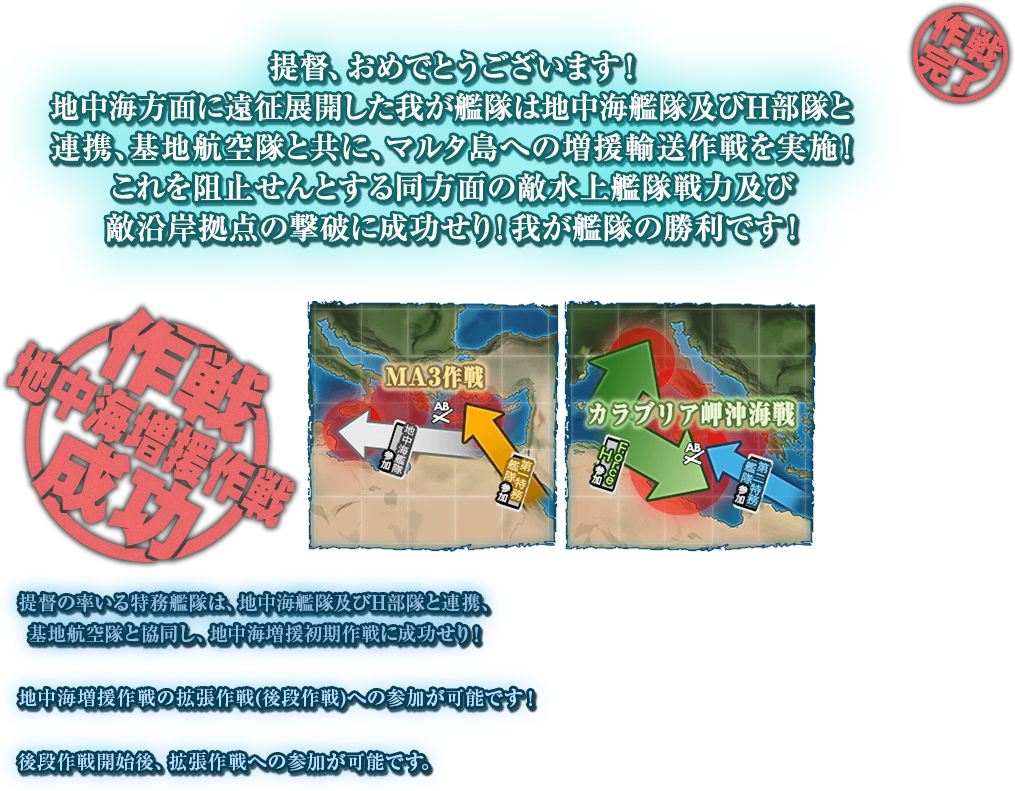 作戦
完了
提督、おめでとうございます!
地中海方面に遠征展開した我が艦隊は地中海艦隊及びH部隊と
連携、基地航空隊と共に、マルタ島への増援輸送作戦を実施!
これを阻止せんとする同方面の敵水上艦隊戦力及び
敵沿岸拠点の撃破に成功せり!我が艦隊の勝利です!
作戦
地中海増援作戦
成功
MA3作戦
AB
地中海
艦隊
参加
第一特務
艦隊
参加
カラブリア岬沖海戦
AB
Force
H
参加
第二特務
艦隊
参加
提督の率いる特務艦隊は、地中海艦隊及びH部隊と連携、
基地航空隊と協同し、地中海増援初期作戦に成功せり!
地中海増援作戦の拡張作戦(後段作戦)への参加が可能です!
後段作戦開始後、拡張作戦への参加が可能です。